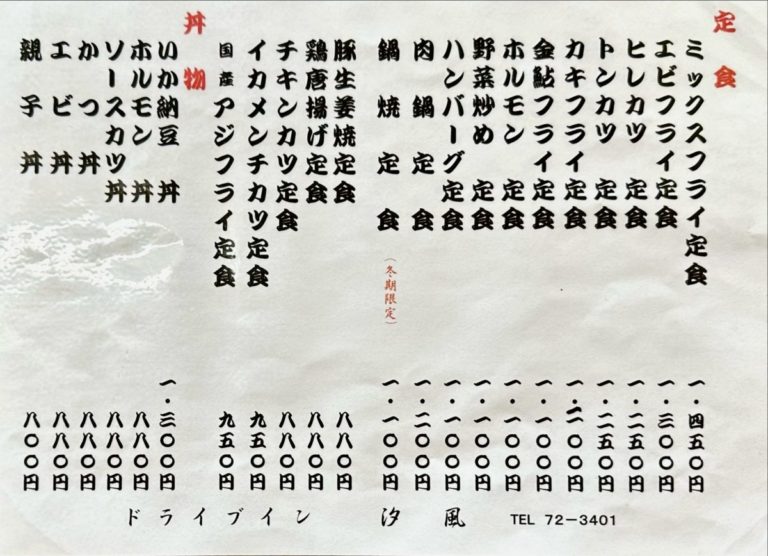 定食
ミックスフライ定食 一・四五〇円
エビフライ定食 一・三〇〇円
ヒレカツ定食 一・二五〇円
トンカツ定食 一・二五〇円
カキフライ定食 一・二〇〇円
金鮎フライ定食 一・一〇〇円
ホルモン定食 一・一〇〇円
野菜炒め定食 一・一〇〇円
ハンバーグ定食 一・一〇〇円
肉鍋定食 一・二〇〇円
鍋焼定食（冬期限定） 一・一〇〇円
豚生姜焼定食 八八〇円
鶏唐揚げ定食 八八〇円
チキンカツ定食 八八〇円
イカメンチカツ定食 九五〇円
国産アジフライ定食 九五〇円
丼物
いか納豆丼 一・三〇〇円
ホルモン丼 八八〇円
ソースカツ丼 八八〇円
かつ丼 八八〇円
エビ丼 八八〇円
親子丼 八〇〇円
ドライブイン 汐風 TEL 72-3401